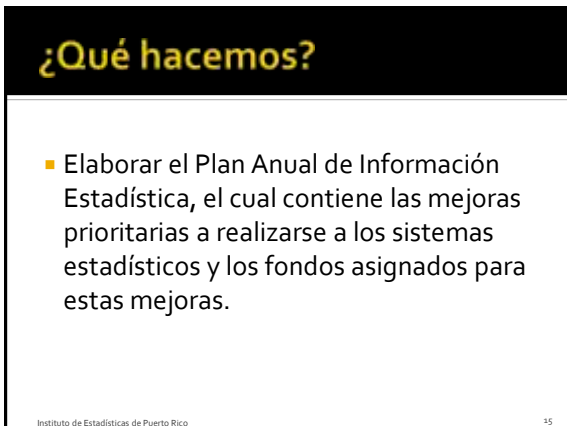 ¿Qué hacemos?
Elaborar el Plan Anual de Información
Estadística, el cual contiene las mejoras
prioritarias a realizarse a los sistemas
estadísticos y los fondos asignados para
estas mejoras.
Instituto de Estadísticas de Puerto Rico
15